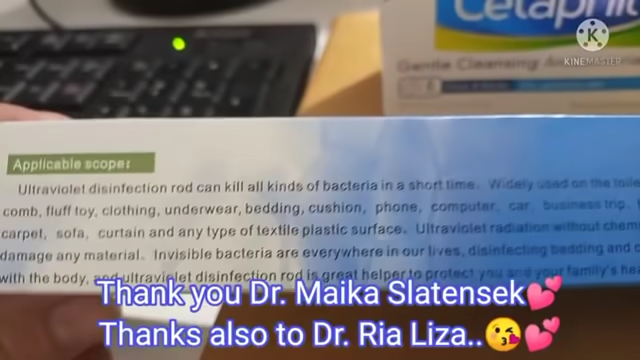 Cetaphil
K
KINEMASTER
Gentle Cleansing
Applicable scope:
Ultraviolet disinfection rod can kill all kinds of bacteria in a short time. Widely used on the toile
comb, fluff toy, clothing, underwear, bedding, cushion, phone, computer, car, business trip,
carpet, sofa, curtain and any type of textile plastic surface. Ultraviolet radiation without chemi
damage any material. Invisible bacteria are everywhere in our lives, disinfecting bedding and c
with the body, and ultraviolet disinfection rod is great helper to protect you and your family's hea
Thank you Dr. Maika Slatensek💕
Thanks also to Dr. Ria Liza..😘💕